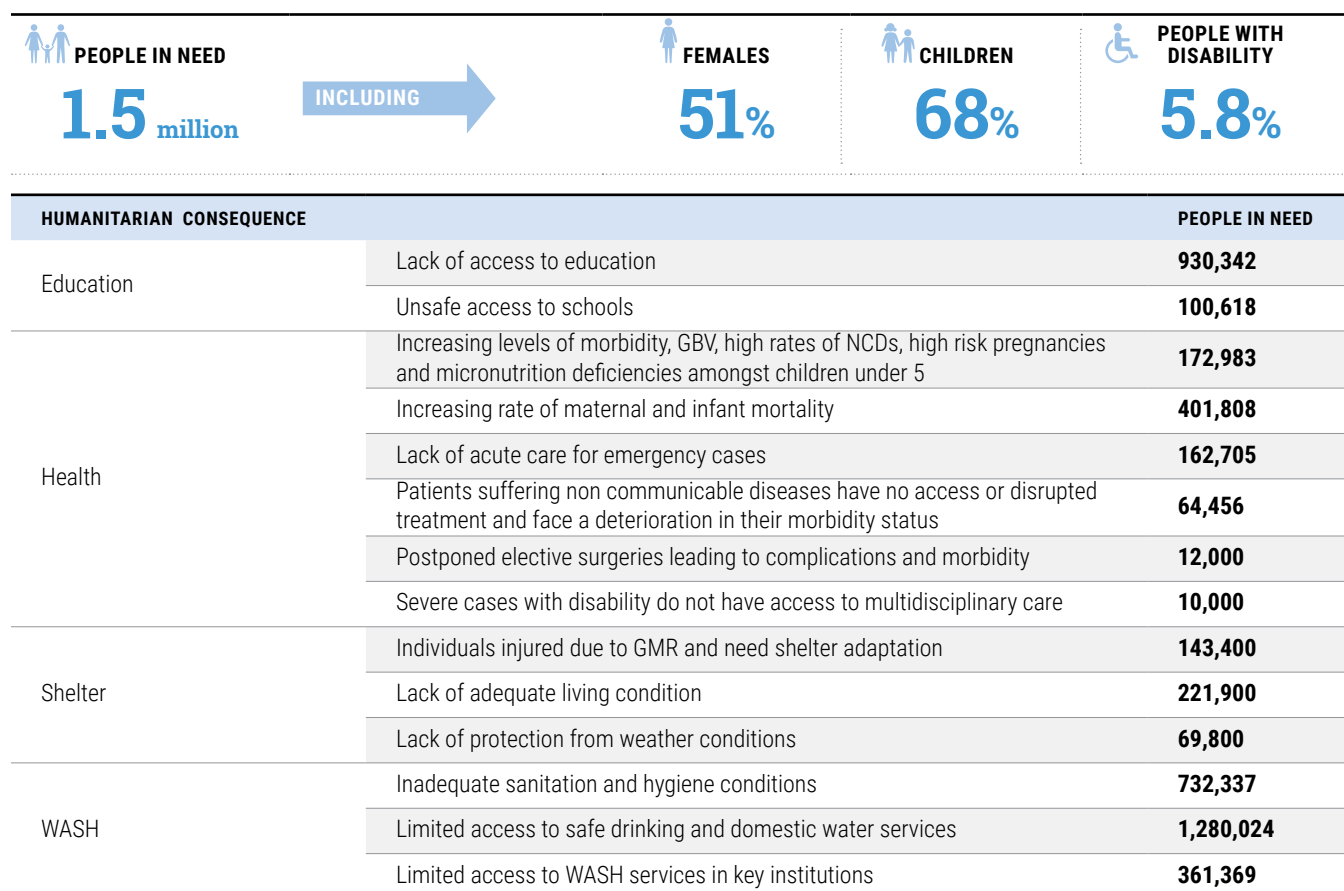 PEOPLE IN NEED
1.5 million
INCLUDING
FEMALES
51%
CHILDREN
68%
PEOPLE WITH
DISABILITY
5.8%
HUMANITARIAN CONSEQUENCE PEOPLE IN NEED
Education
Lack of access to education 930,342
Unsafe access to schools 100,618
Health
Increasing levels of morbidity, GBV, high rates of NCDs, high risk pregnancies
and micronutrition deficiencies amongst children under 5 172,983
Increasing rate of maternal and infant mortality 401,808
Lack of acute care for emergency cases 162,705
Patients suffering non communicable diseases have no access or disrupted
treatment and face a deterioration in their morbidity status 64,456
Postponed elective surgeries leading to complications and morbidity 12,000
Severe cases with disability do not have access to multidisciplinary care 10,000
Shelter
Individuals injured due to GMR and need shelter adaptation 143,400
Lack of adequate living condition 221,900
Lack of protection from weather conditions 69,800
WASH
Inadequate sanitation and hygiene conditions 732,337
Limited access to safe drinking and domestic water services 1,280,024
Limited access to WASH services in key institutions 361,369